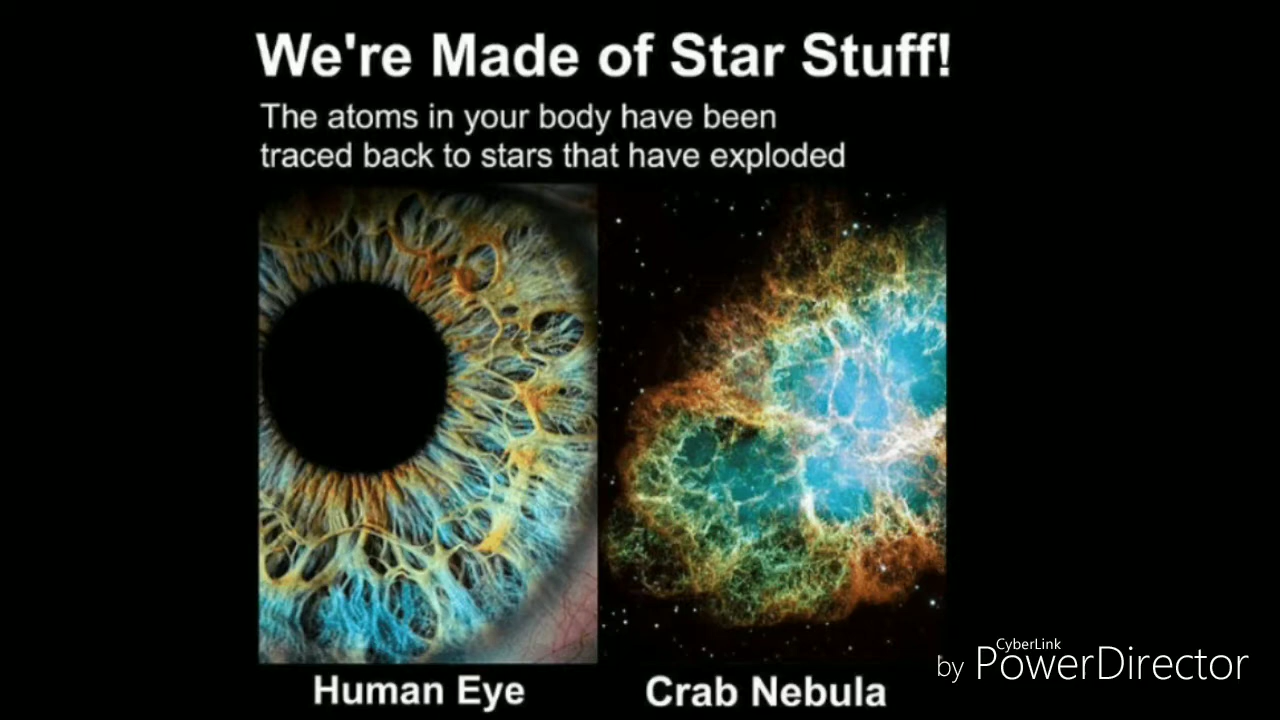 We're Made of Star Stuff!
The atoms in your body have been
traced back to stars that have exploded
Human Eye
Crab Nebula
CyberLink
by PowerDirector